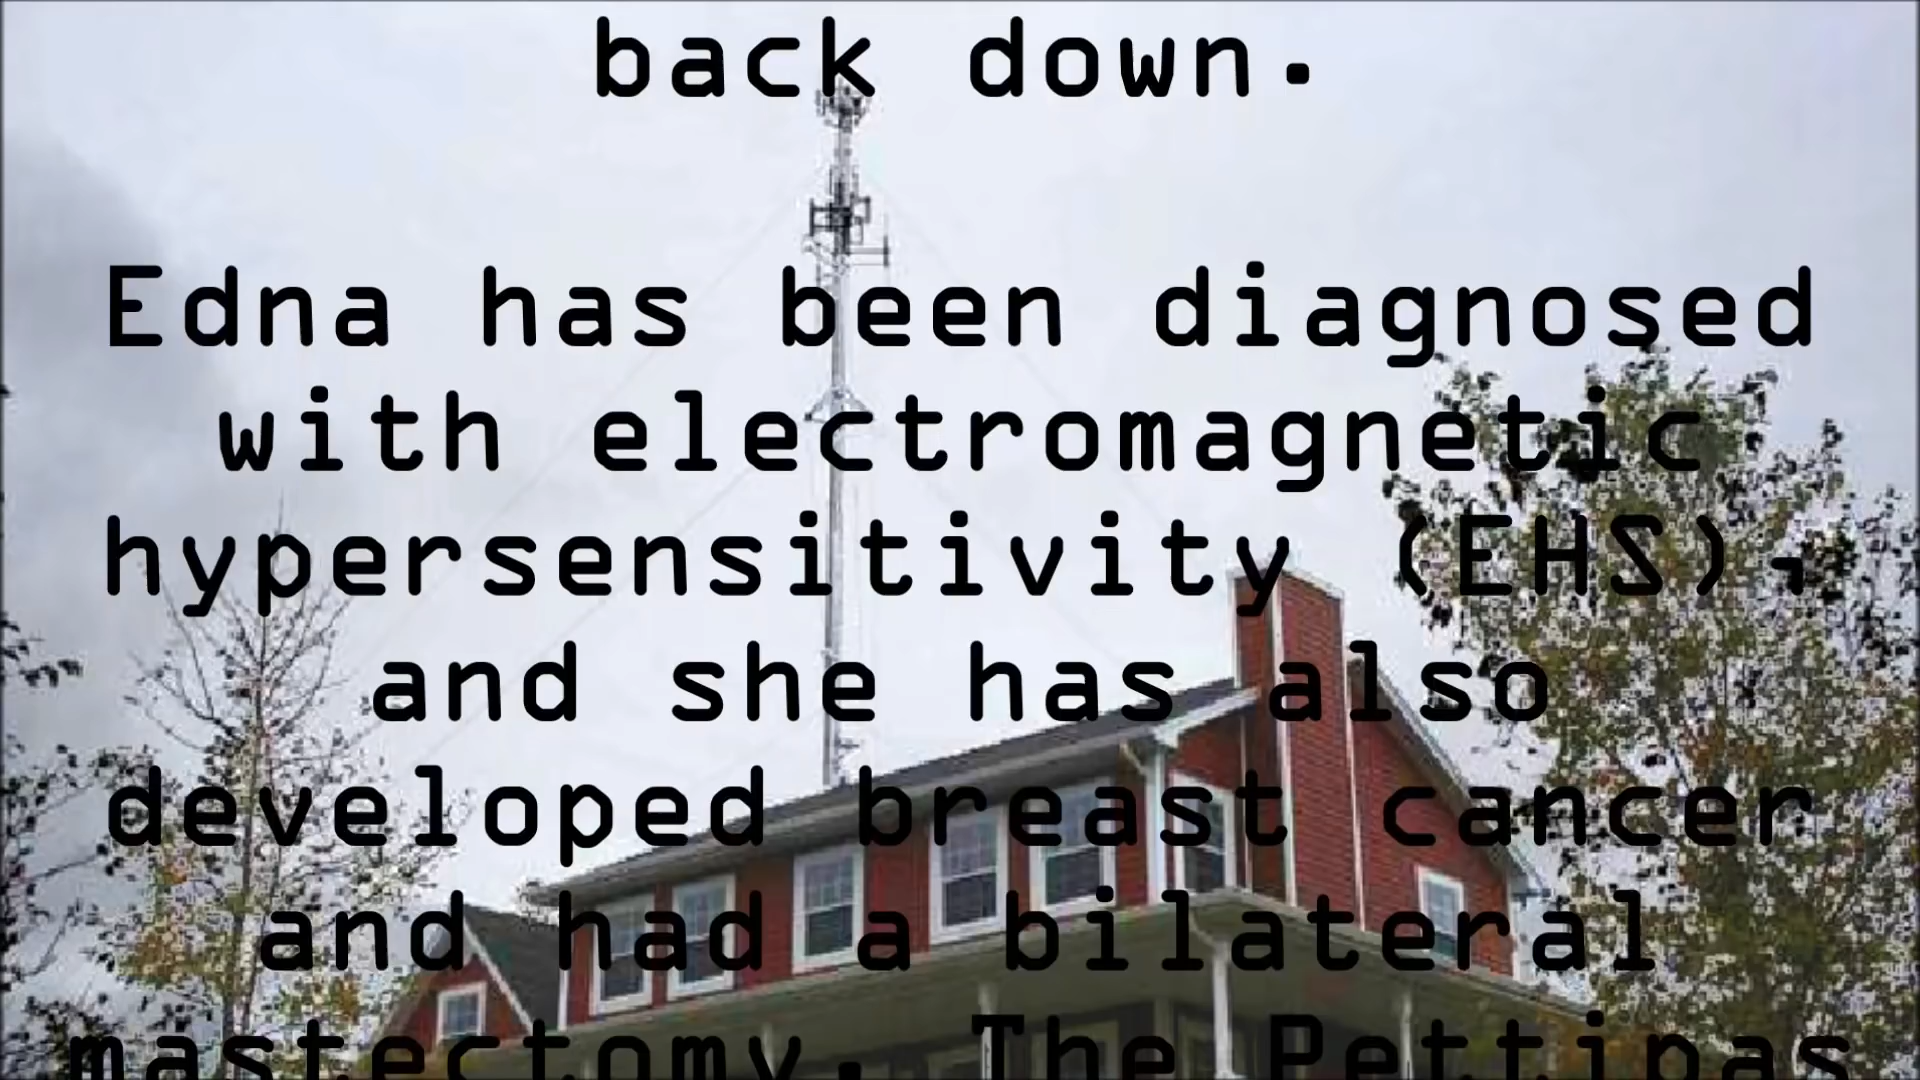 back down.
Edna has been diagnosed
with electromagnetic
hypersensitivity (EHS),
and she has also
developed breast cancer
and had a bilateral
mastectomy. The Pettipas